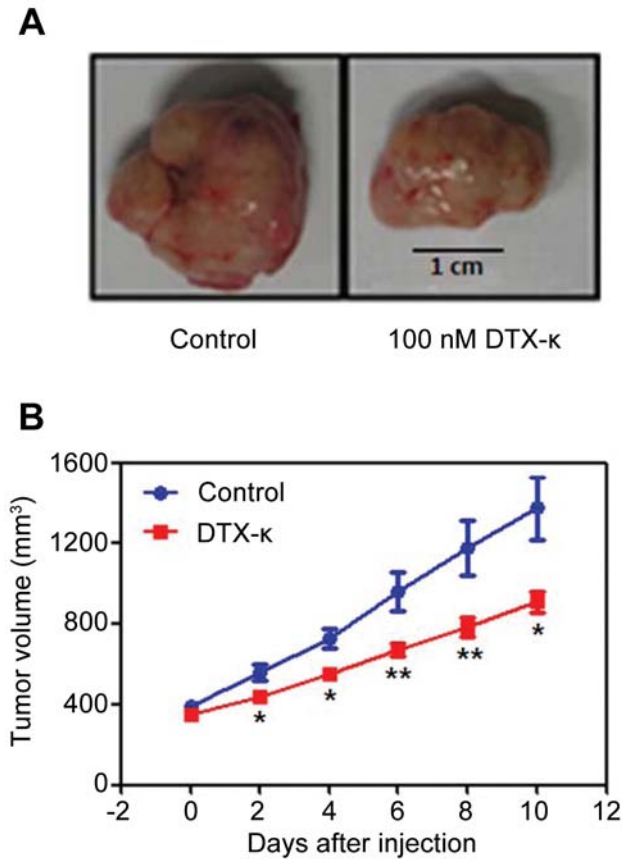 A
1 cm
Control 100 nM DTX-κ
B
1600
1200
800
400
0
Tumor volume (mm³)
Control
DTX-κ
* * ** ** *
-2 0 2 4 6 8 10 12
Days after injection